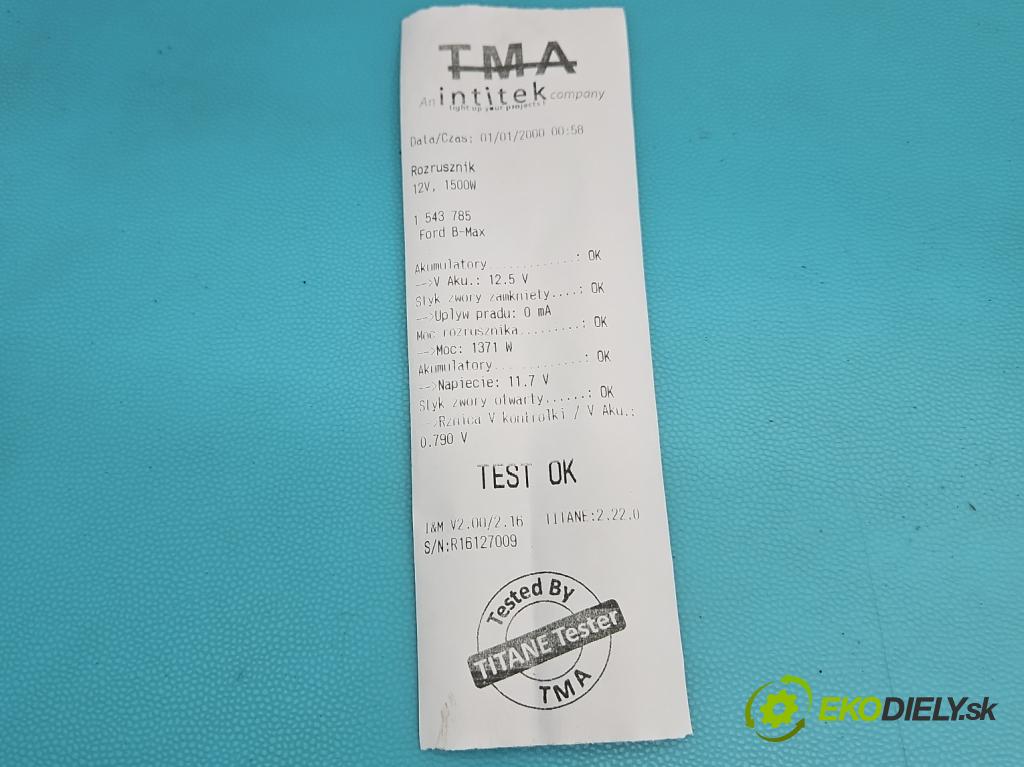 TMA
An intitek company
light up your projects!
Data/Czas: 01/01/2000 00:58
Rozrusznik
12V, 1500W
1 543 785
Ford B-Max
Akumulatory............: OK
-->V Aku.: 12.5 V
Styk zwory zamkniety....: OK
-->Uplyw pradu: 0 mA
Moc rozrusznika.........: OK
-->Moc: 1371 W
Akumulatory.............: OK
-->Napiecie: 11.7 V
Styk zwory otwarty......: OK
-->Rznica V kontrolki / V Aku.:
0.790 V
TEST OK
I&M V2.00/2.16 TITANE:2.22.0
S/N:R16127009
Tested By
TITANE Tester
TMA
EKODIELY.sk